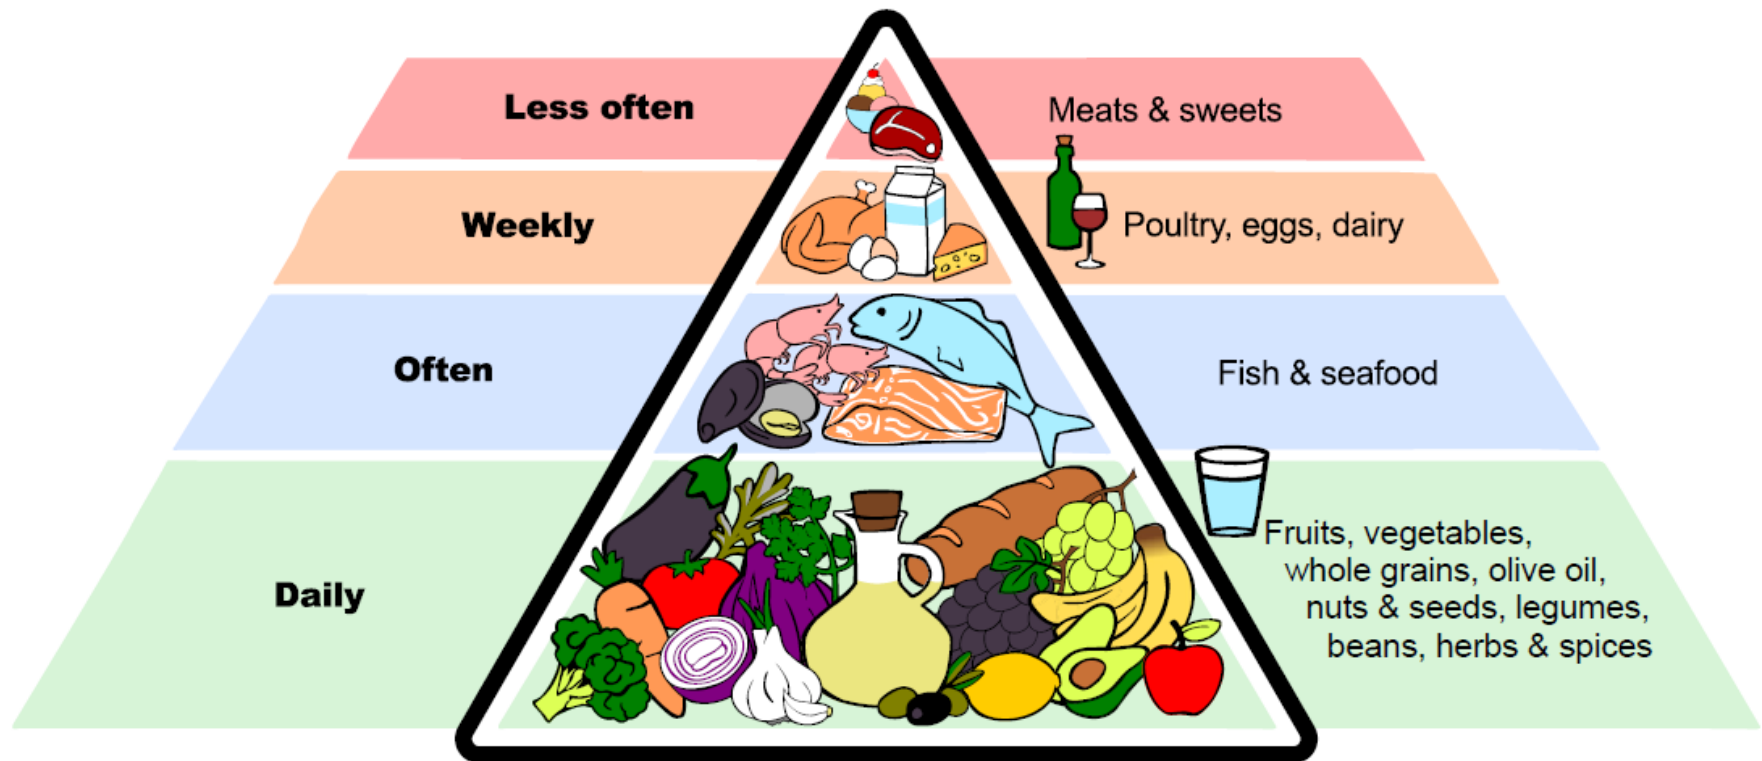 Less often
Meats & sweets
Weekly
Poultry, eggs, dairy
Often
Fish & seafood
Daily
Fruits, vegetables,
whole grains, olive oil,
nuts & seeds, legumes,
beans, herbs & spices